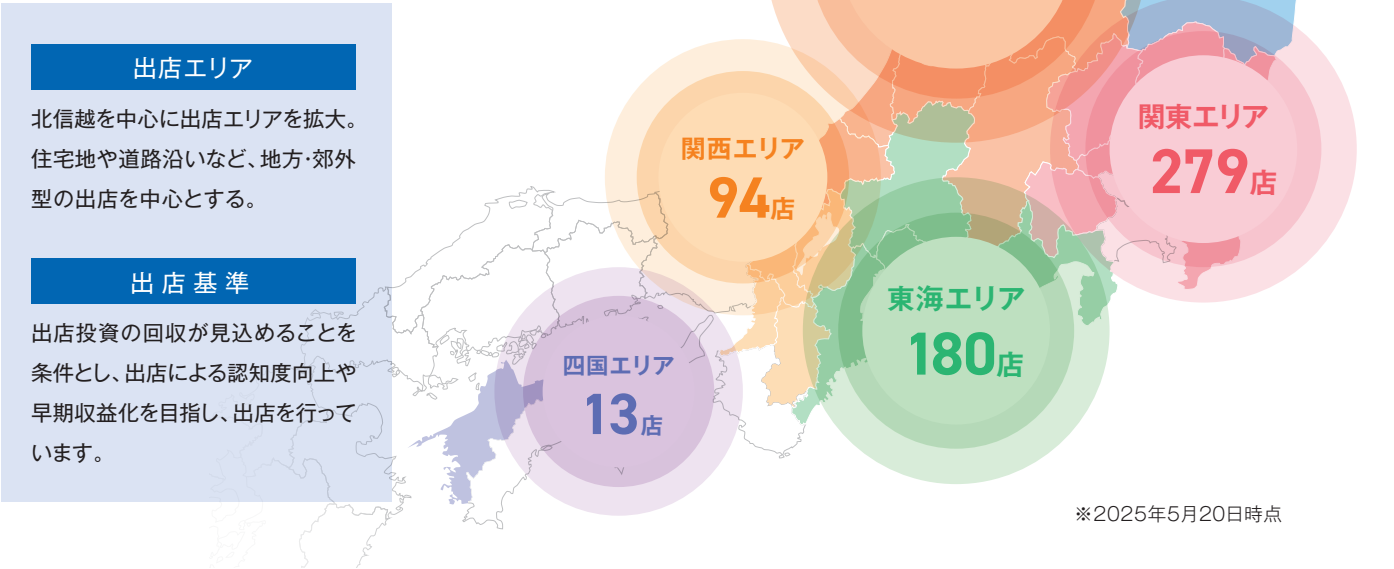 出店エリア
北信越を中心に出店エリアを拡大。
住宅地や道路沿いなど、地方・郊外
型の出店を中心とする。
出店基準
出店投資の回収が見込めることを
条件とし、出店による認知度向上や
早期収益化を目指し、出店を行って
います。
関西エリア
94店
関東エリア
279店
東海エリア
180店
四国エリア
13店
※2025年5月20日時点